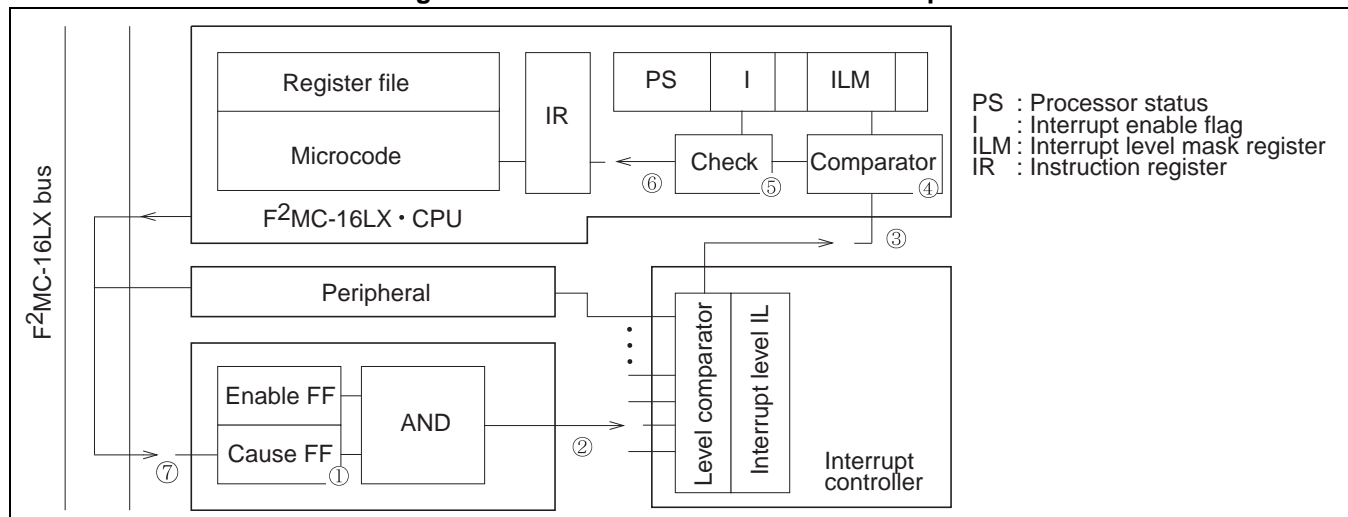 F2MC-16LX bus
Register file
Microcode
IR
PS
I
ILM
Check
⑤
Comparator
④
⑥
F2MC-16LX・CPU
③
PS : Processor status
I : Interrupt enable flag
ILM : Interrupt level mask register
IR : Instruction register
Peripheral
Enable FF
Cause FF
①
AND
②
⑦
Level comparator
Interrupt level IL
Interrupt
controller